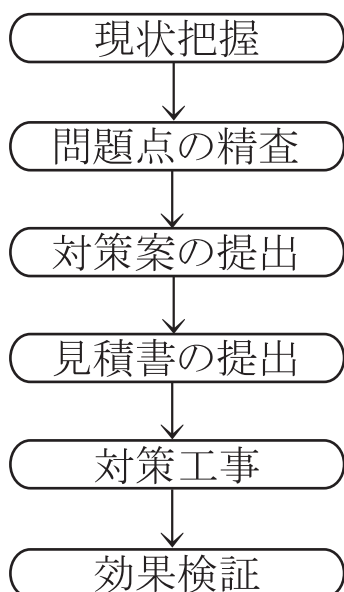 現状把握
問題点の精査
対策案の提出
見積書の提出
対策工事
効果検証